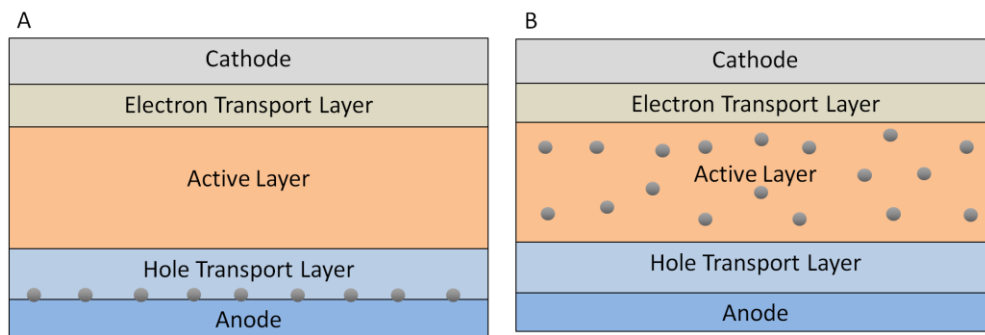 A
Cathode
Electron Transport Layer
Active Layer
Hole Transport Layer
Anode
B
Cathode
Electron Transport Layer
Active Layer
Hole Transport Layer
Anode